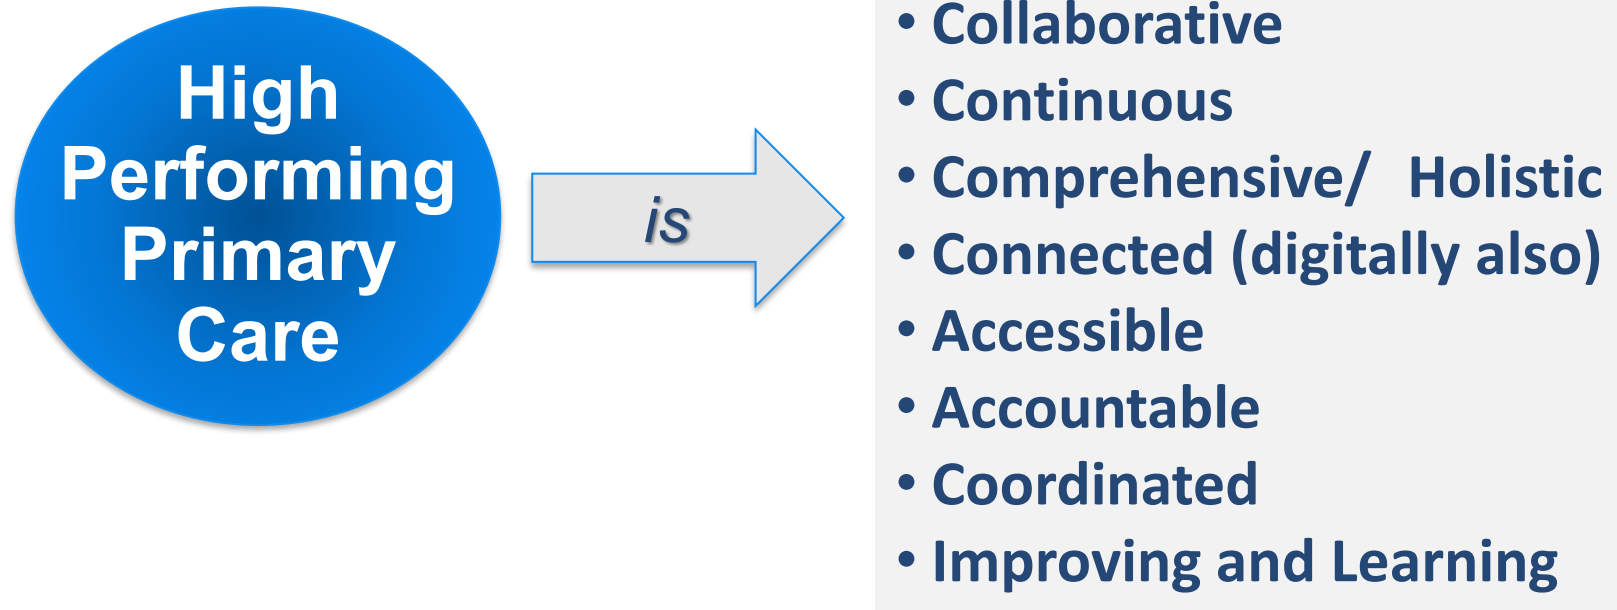 High
Performing
Primary
Care
is
• Collaborative
• Continuous
• Comprehensive/ Holistic
• Connected (digitally also)
• Accessible
• Accountable
• Coordinated
• Improving and Learning